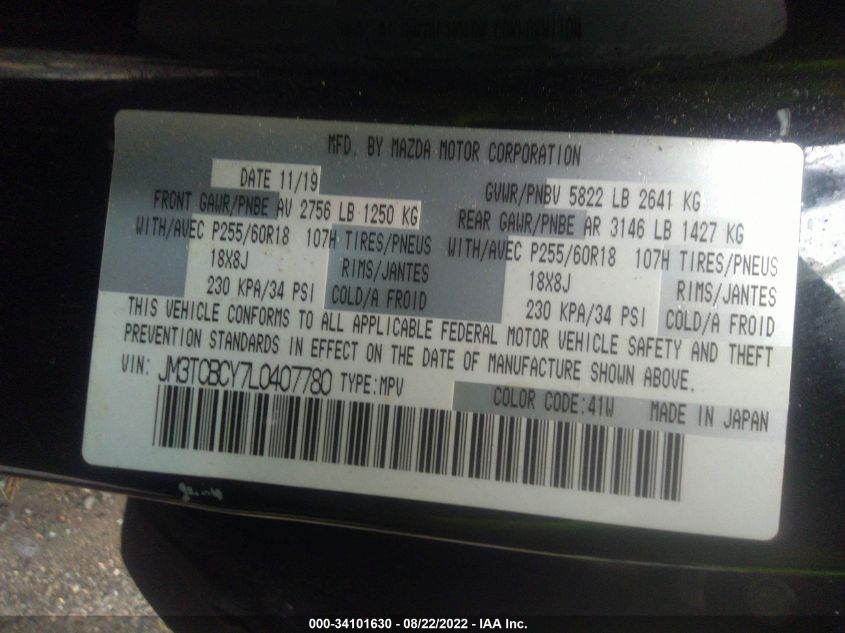 MFD. BY MAZDA MOTOR CORPORATION
DATE 11/19 GVWR/PNBV 5822 LB 2641 KG
FRONT GAWR/PNBE AV 2756 LB 1250 KG REAR GAWR/PNBE AR 3146 LB 1427 KG
WITH/AVEC P255/60R18 107H TIRES/PNEUS WITH/AVEC P255/60R18 107H TIRES/PNEUS
18X8J RIMS/JANTES 18X8J RIMS/JANTES
230 KPA/34 PSI COLD/A FROID 230 KPA/34 PSI COLD/A FROID
THIS VEHICLE CONFORMS TO ALL APPLICABLE FEDERAL MOTOR VEHICLE SAFETY AND THEFT
PREVENTION STANDARDS IN EFFECT ON THE DATE OF MANUFACTURE SHOWN ABOVE.
VIN: JM3TCBCY7L0407780 TYPE:MPV
COLOR CODE:41W MADE IN JAPAN
000-34101630 - 08/22/2022 - IAA Inc.